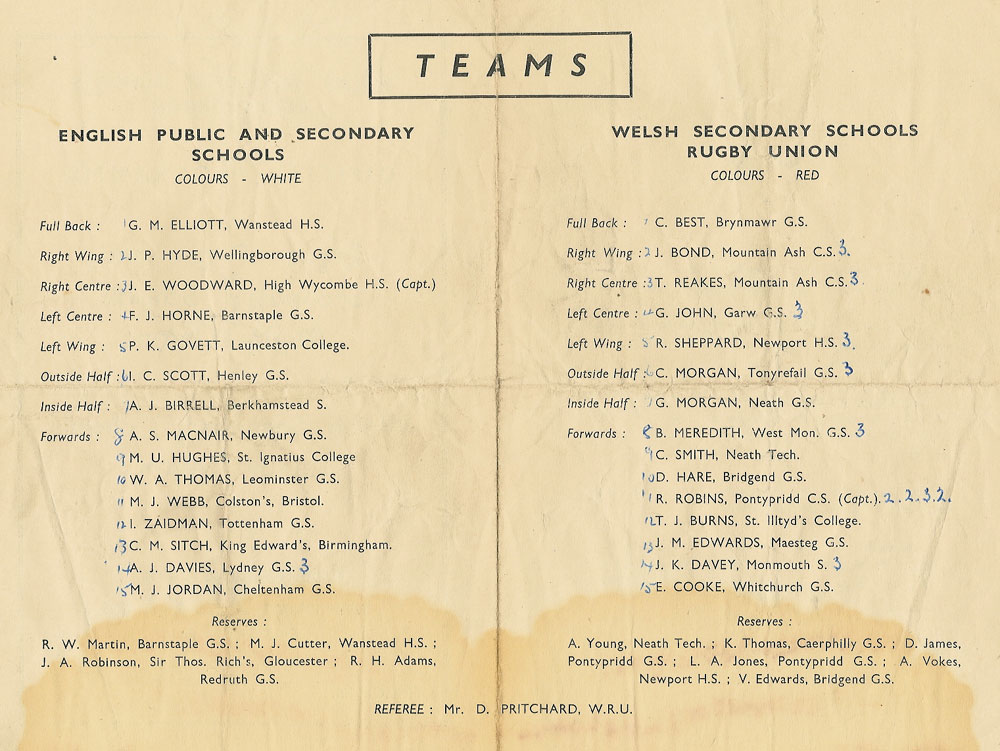 TEAMS
ENGLISH PUBLIC AND SECONDARY
SCHOOLS
COLOURS - WHITE
Full Back : 1 G. M. ELLIOTT, Wanstead H.S.
Right Wing : 2 J. P. HYDE, Wellingborough G.S.
Right Centre : 3 J. E. WOODWARD, High Wycombe H.S. (Capt.)
Left Centre : 4 F. J. HORNE, Barnstaple G.S.
Left Wing : 5 P. K. GOVETT, Launceston College.
Outside Half : 6 I. C. SCOTT, Henley G.S.
Inside Half : 7 A. J. BIRRELL, Berkhamstead S.
Forwards : 8 A. S. MACNAIR, Newbury G.S.
9 M. U. HUGHES, St. Ignatius College
10 W. A. THOMAS, Leominster G.S.
11 M. J. WEBB, Colston's, Bristol.
12 I. ZAIDMAN, Tottenham G.S.
13 C. M. SITCH, King Edward's, Birmingham.
14 A. J. DAVIES, Lydney G.S. 3
15 M. J. JORDAN, Cheltenham G.S.
Reserves :
R. W. Martin, Barnstaple G.S. ; M. J. Cutter, Wanstead H.S. ;
J. A. Robinson, Sir Thos. Rich's, Gloucester ; R. H. Adams,
Redruth G.S.
WELSH SECONDARY SCHOOLS
RUGBY UNION
COLOURS - RED
Full Back : 1 C. BEST, Brynmawr G.S.
Right Wing : 2 J. BOND, Mountain Ash C.S. 3.
Right Centre : 3 T. REAKES, Mountain Ash C.S. 3
Left Centre : 4 G. JOHN, Garw G.S. 3
Left Wing : 5 R. SHEPPARD, Newport H.S. 3.
Outside Half : 6 C. MORGAN, Tonyrefail G.S. 3
Inside Half : 7 G. MORGAN, Neath G.S.
Forwards : 8 B. MEREDITH, West Mon. G.S. 3
9 C. SMITH, Neath Tech.
10 D. HARE, Bridgend G.S.
11 R. ROBINS, Pontypridd C.S. (Capt.). 2.2.3.2.
12 T. J. BURNS, St. Illtyd's College.
13 J. M. EDWARDS, Maesteg G.S.
14 J. K. DAVEY, Monmouth S. 3
15 E. COOKE, Whitchurch G.S.
Reserves :
A. Young, Neath Tech. ; K. Thomas, Caerphilly G.S. ; D. James,
Pontypridd G.S. ; L. A. Jones, Pontypridd G.S. ; A. Vokes,
Newport H.S. ; V. Edwards, Bridgend G.S.
REFEREE : Mr. D. PRITCHARD, W.R.U.